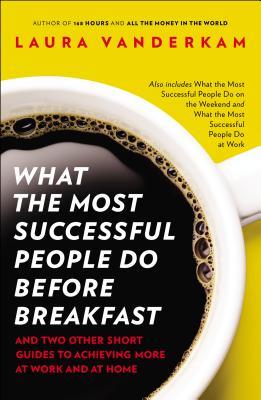 AUTHOR OF 168 HOURS AND ALL THE MONEY IN THE WORLD
LAURA VANDERKAM
Also includes What the Most
Successful People Do on
the Weekend and
What the Most
Successful
People Do
at Work
WHAT
THE MOST
SUCCESSFUL
PEOPLE DO
BEFORE
BREAKFAST
AND TWO OTHER SHORT
GUIDES TO ACHIEVING MORE
AT WORK AND AT HOME